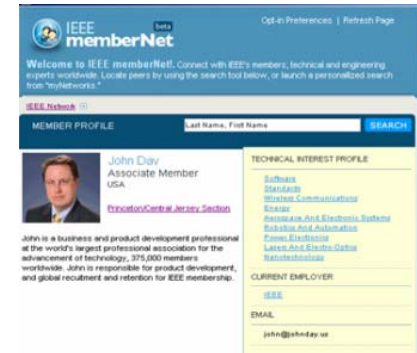 Opt-in Preferences | Refresh Page
IEEE beta
memberNet
Welcome to IEEE memberNet!. Connect with IEEE's members, technical and engineering
experts worldwide. Locate peers by using the search tool below, or launch a personalized search
from "myNetworks."
IEEE Network
MEMBER PROFILE
Last Name, First Name
SEARCH
John Day
Associate Member
USA
Princeton/Central Jersey Section
John is a business and product development professional
at the world's largest professional association for the
advancement of technology, 375,000 members
worldwide. John is responsible for product development,
and global recuitment and retention for IEEE membership.
TECHNICAL INTEREST PROFILE
Software
Standards
Wireless Communications
Energy
Aerospace And Electronic Systems
Robotics And Automation
Power Electronics
Lasers And Electro-Optics
Nanotechnology
CURRENT EMPLOYER
IEEE
EMAIL
john@johnday.us